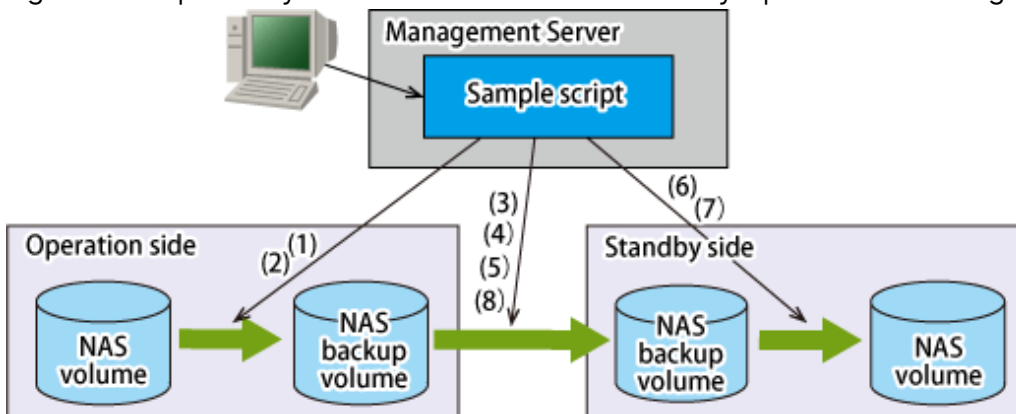 Management Server
Sample script
(1)
(2)
(3)
(4)
(5)
(8)
(6)
(7)
Operation side
NAS
volume
NAS
backup
volume
Standby side
NAS
backup
volume
NAS
volume